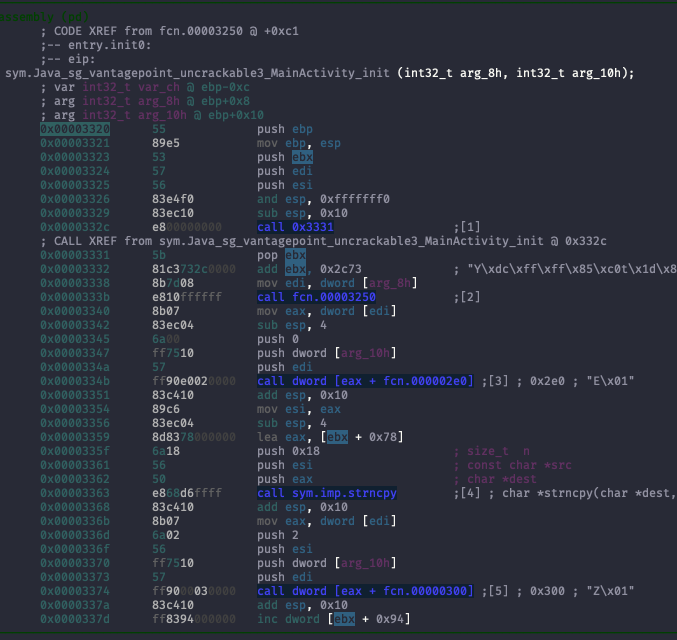 ; CODE XREF from fcn.00003250 @ +0xc1
;-- entry.init0:
;-- eip:
sym.Java_sg_vantagepoint_uncrackable3_MainActivity_init (int32_t arg_8h, int32_t arg_10h);
; var int32_t var_ch @ ebp-0xc
; arg int32_t arg_8h @ ebp+0x8
; arg int32_t arg_10h @ ebp+0x10
0x00003320 55 push ebp
0x00003321 89e5 mov ebp, esp
0x00003323 53 push ebx
0x00003324 57 push edi
0x00003325 56 push esi
0x00003326 83e4f0 and esp, 0xfffffff0
0x00003329 83ec10 sub esp, 0x10
0x0000332c e800000000 call 0x3331 ;[1]
; CALL XREF from sym.Java_sg_vantagepoint_uncrackable3_MainActivity_init @ 0x332c
0x00003331 5b pop ebx
0x00003332 81c3732c0000 add ebx, 0x2c73 ; "Y\xdc\xff\xff\x85\xc0t\x1d\x8
0x00003338 8b7d08 mov edi, dword [arg_8h]
0x0000333b e810ffffff call fcn.00003250 ;[2]
0x00003340 8b07 mov eax, dword [edi]
0x00003342 83ec04 sub esp, 4
0x00003345 6a00 push 0
0x00003347 ff7510 push dword [arg_10h]
0x0000334a 57 push edi
0x0000334b ff90e0020000 call dword [eax + fcn.000002e0] ;[3] ; 0x2e0 ; "E\x01"
0x00003351 83c410 add esp, 0x10
0x00003354 89c6 mov esi, eax
0x00003356 83ec04 sub esp, 4
0x00003359 8d8378000000 lea eax, [ebx + 0x78]
0x0000335f 6a18 push 0x18 ; size_t n
0x00003361 56 push esi ; const char *src
0x00003362 50 push eax ; char *dest
0x00003363 e868d6ffff call sym.imp.strncpy ;[4] ; char *strncpy(char *dest,
0x00003368 83c410 add esp, 0x10
0x0000336b 8b07 mov eax, dword [edi]
0x0000336d 6a02 push 2
0x0000336f 56 push esi
0x00003370 ff7510 push dword [arg_10h]
0x00003373 57 push edi
0x00003374 ff9000030000 call dword [eax + fcn.00000300] ;[5] ; 0x300 ; "Z\x01"
0x0000337a 83c410 add esp, 0x10
0x0000337d ff8394000000 inc dword [ebx + 0x94]